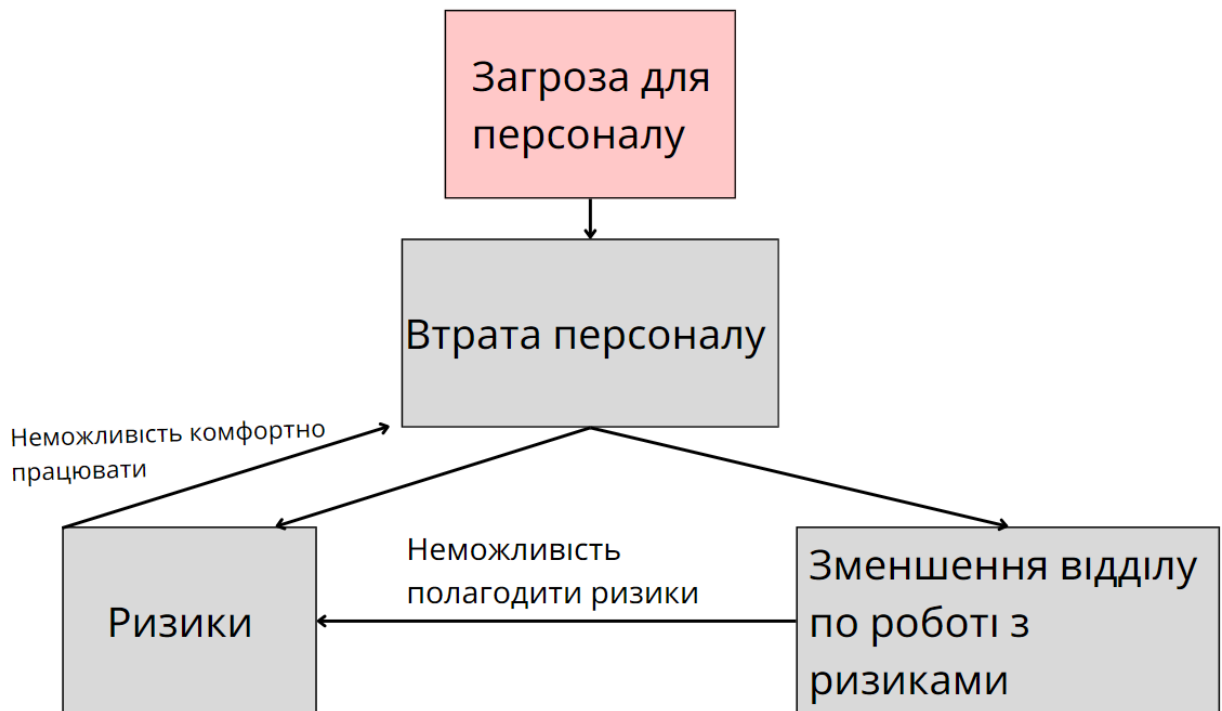 Загроза для
персоналу
Втрата персоналу
Неможливість комфортно
працювати
Неможливість
полагодити ризики
Ризики
Зменшення відділу
по роботі з
ризиками